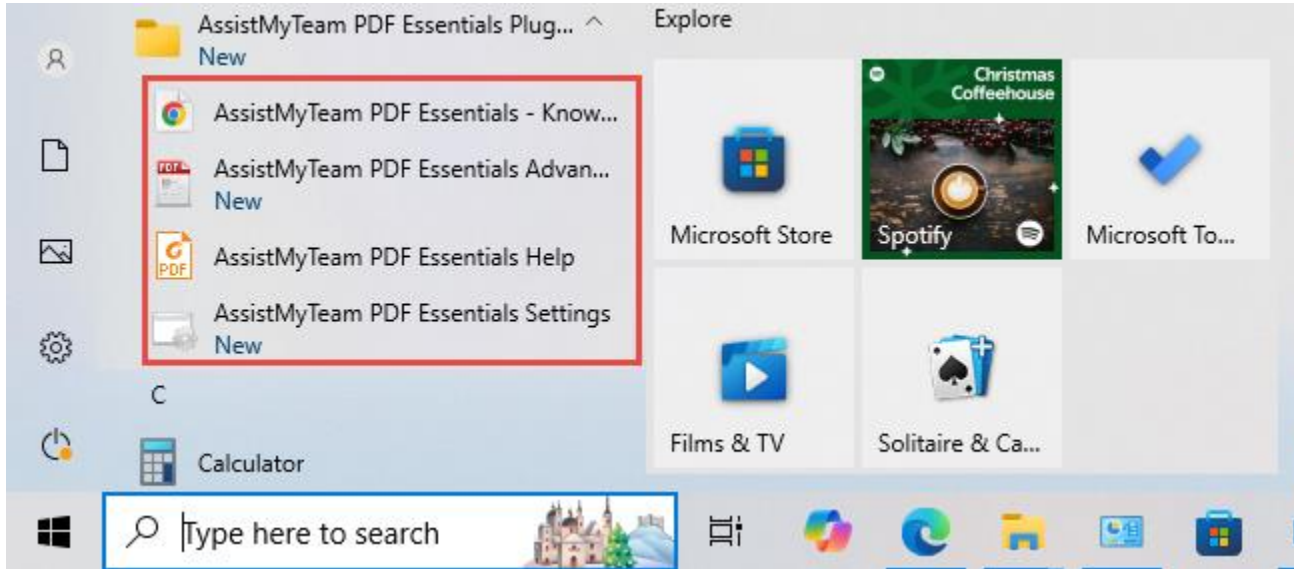 AssistMyTeam PDF Essentials Plug...
New
AssistMyTeam PDF Essentials - Know...
AssistMyTeam PDF Essentials Advan...
New
PDF
AssistMyTeam PDF Essentials Help
PDF
AssistMyTeam PDF Essentials Settings
New
C
Calculator
Type here to search
Explore
Microsoft Store
Christmas
Coffeehouse
Spotify
Microsoft To...
Films & TV
Solitaire & Ca...